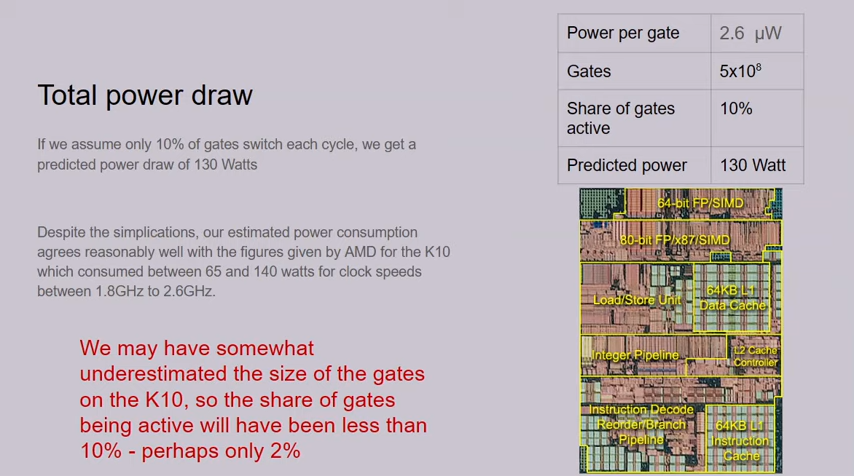 Total power draw
If we assume only 10% of gates switch each cycle, we get a
predicted power draw of 130 Watts
Despite the simplications, our estimated power consumption
agrees reasonably well with the figures given by AMD for the K10
which consumed between 65 and 140 watts for clock speeds
between 1.8GHz to 2.6GHz.
We may have somewhat
underestimated the size of the gates
on the K10, so the share of gates
being active will have been less than
10% - perhaps only 2%
Power per gate 2.6 µW
Gates 5x10⁸
Share of gates
active 10%
Predicted power 130 Watt
64-bit FP/SIMD
80-bit FP/x87/SIMD
Load/Store Unit
64KB L1
Data Cache
Integer Pipeline
L2 Cache
Controller
Instruction Decode
Reorder/Branch
Pipeline
64KB L1
Instruction
Cache